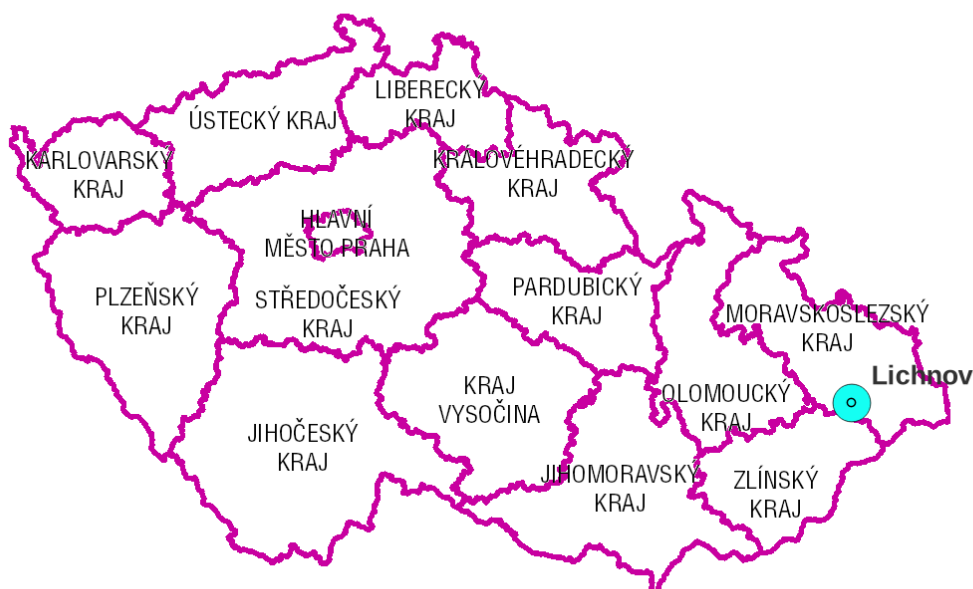 LIBERECKÝ
KRAJ
ÚSTECKÝ KRAJ
KARLOVARSKÝ
KRAJ
KRÁLOVÉHRADECKÝ
KRAJ
HLAVNÍ
MĚSTO PRAHA
PLZEŇSKÝ
KRAJ
STŘEDOČESKÝ
KRAJ
PARDUBICKÝ
KRAJ
MORAVSKOSLEZSKÝ
KRAJ
Lichnov
KRAJ
VYSOČINA
OLOMOUCKÝ
KRAJ
JIHOČESKÝ
KRAJ
JIHOMORAVSKÝ
KRAJ
ZLÍNSKÝ
KRAJ